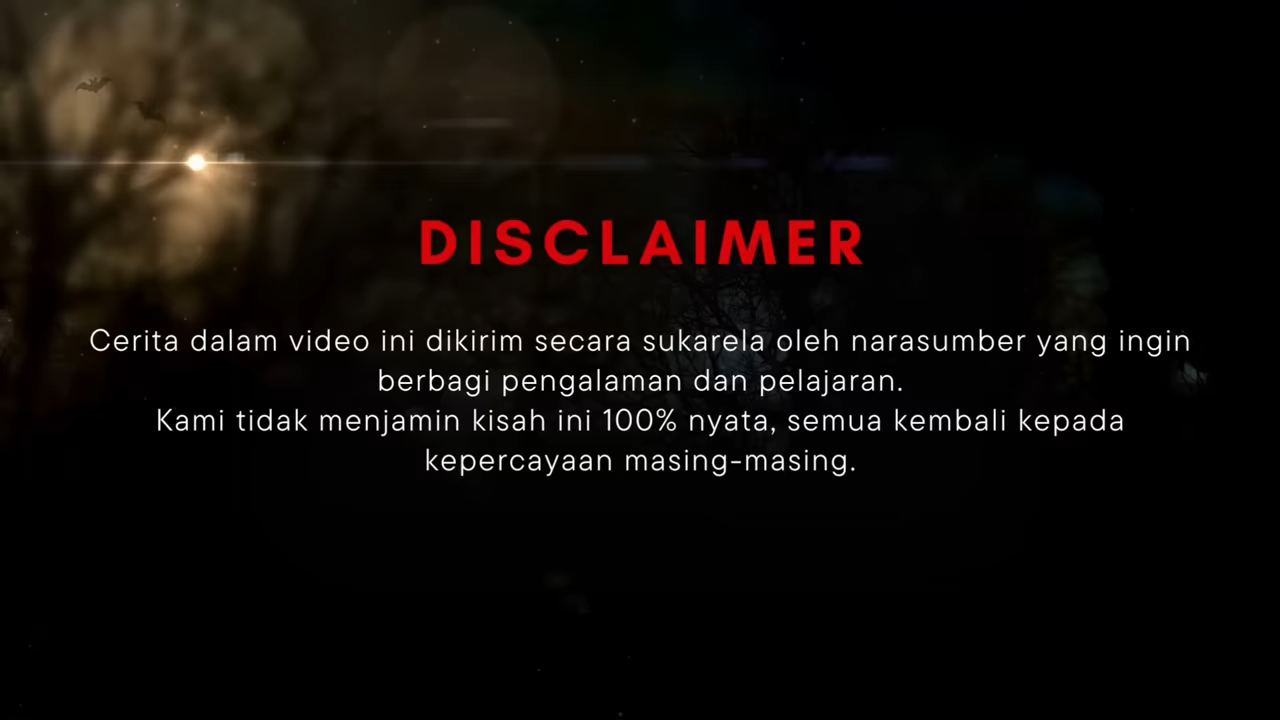 DISCLAIMER
Cerita dalam video ini dikirim secara sukarela oleh narasumber yang ingin
berbagi pengalaman dan pelajaran.
Kami tidak menjamin kisah ini 100% nyata, semua kembali kepada
kepercayaan masing-masing.